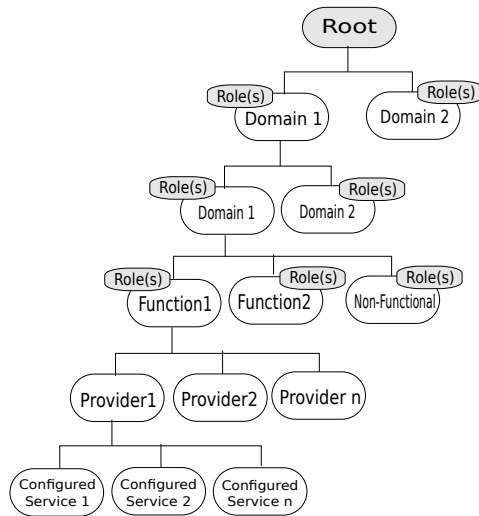 Root
Role(s)
Domain 1
Role(s)
Domain 2
Role(s)
Domain 1
Role(s)
Domain 2
Role(s)
Function1
Role(s)
Function2
Role(s)
Non-Functional
Provider1
Provider2
Provider n
Configured
Service 1
Configured
Service 2
Configured
Service n